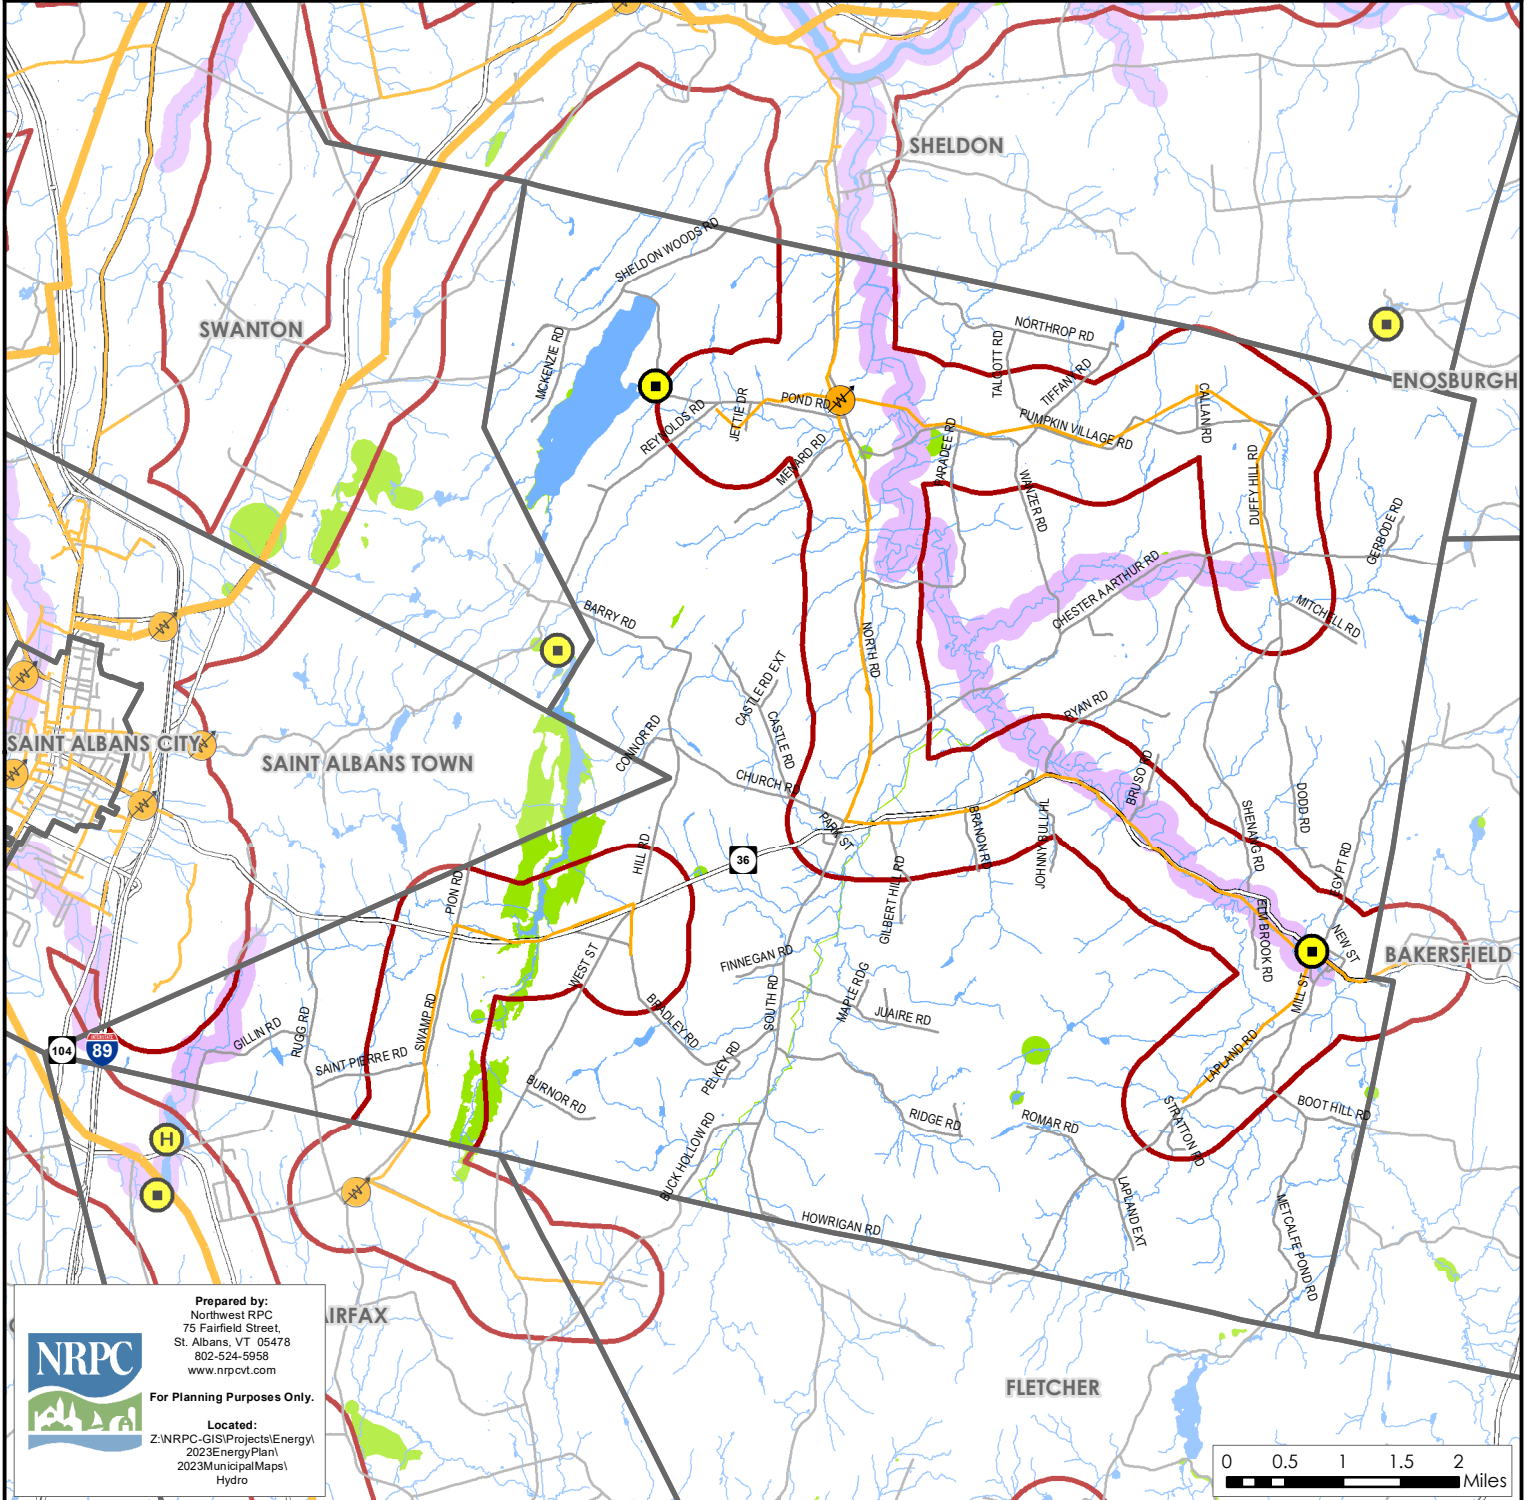 SHELDON
SHELDON WOODS RD
SWANTON
NORTHROP RD
MCKENZIE RD
TALCOTT RD
TIFFANY RD
ENOSBURGH
CALLAN RD
JETTIE DR
POND RD
REYNOLDS RD
PUMPKIN VILLAGE RD
PARADEE RD
MENARD RD
DUFFY HILL RD
WANZER RD
GERBODE RD
CHESTER A ARTHUR RD
BARRY RD
MITCHELL RD
NORTH RD
CASTLE RD EXT
CASTLE RD
RYAN RD
CONNOR RD
SAINT ALBANS CITY
SAINT ALBANS TOWN
CHURCH RD
BRUSO RD
DODD RD
PARK ST
BRANON RD
JOHNNY BULL HL
SHENANG RD
36
HILL RD
EGYPT RD
PION RD
GILBERT HILL RD
ELM BROOK RD
NEW ST
BAKERSFIELD
FINNEGAN RD
WEST ST
MAPLE RDG
SOUTH RD
MILL ST
SWAMP RD
BRADLEY RD
JUAIRE RD
RUGG RD
GILLIN RD
104
INTERSTATE
89
SAINT PIERRE RD
PELKEY RD
LAPLAND RD
BURNOR RD
BOOT HILL RD
RIDGE RD
ROMAR RD
STRATTON RD
BUCK HOLLOW RD
H
LAPLAND EXT
HOWRIGAN RD
METCALFE POND RD
AIRFAX
FLETCHER
NRPC
Prepared by:
Northwest RPC
75 Fairfield Street,
St. Albans, VT 05478
802-524-5958
www.nrpcvt.com
For Planning Purposes Only.
Located:
Z:\NRPC-GIS\Projects\Energy\
2023EnergyPlan\
2023MunicipalMaps\
Hydro
0 0.5 1 1.5 2
Miles